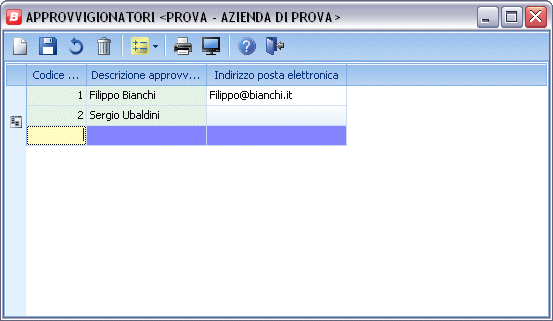 B APPROVVIGIONATORI <PROVA - AZIENDA DI PROVA>
?
Codice ... Descrizione approvv... Indirizzo posta elettronica
1 Filippo Bianchi Filippo@bianchi.it
2 Sergio Ubaldini